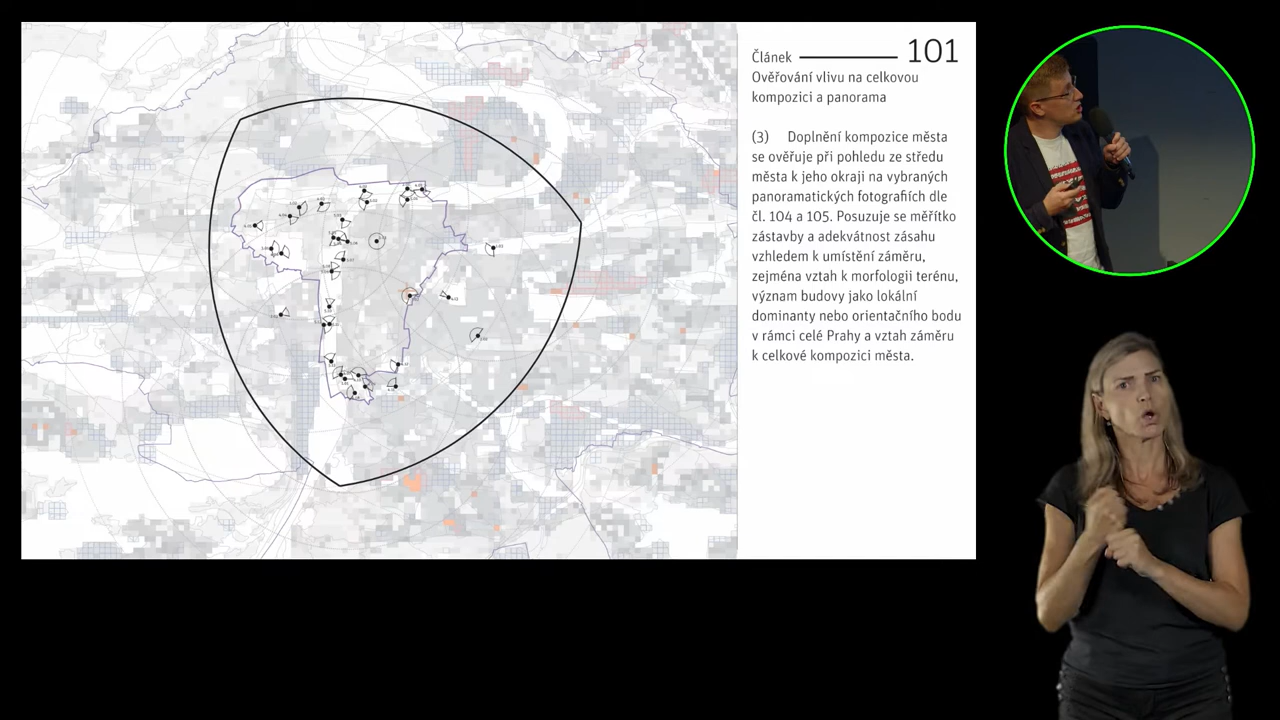 Článek 101
Ověřování vlivu na celkovou
kompozici a panorama
(3) Doplnění kompozice města
se ověřuje při pohledu ze středu
města k jeho okraji na vybraných
panoramatických fotografiích dle
čl. 104 a 105. Posuzuje se měřítko
zástavby a adekvátnost zásahu
vzhledem k umístění záměru,
zejména vztah k morfologii terénu,
význam budovy jako lokální
dominanty nebo orientačního bodu
v rámci celé Prahy a vztah záměru
k celkové kompozici města.